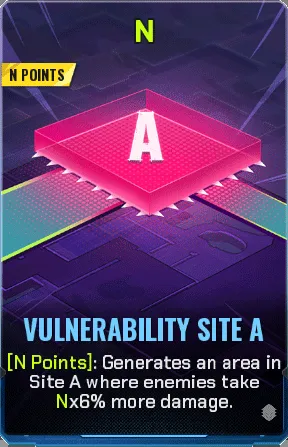 N
N POINTS
A
VULNERABILITY SITE A
[N Points]: Generates an area in
Site A where enemies take
Nx6% more damage.